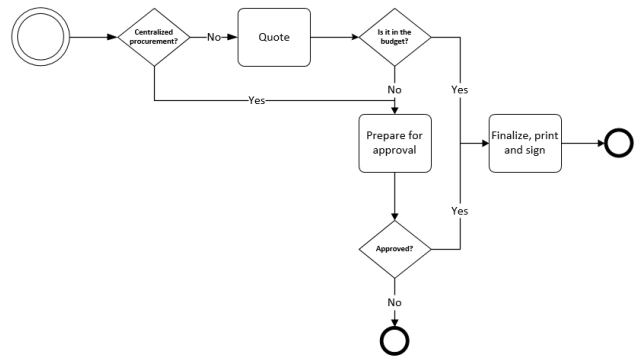 Centralized
procurement?
No
Quote
Is it in the
budget?
Yes
No
Yes
Prepare for
approval
Finalize, print
and sign
Yes
Approved?
No